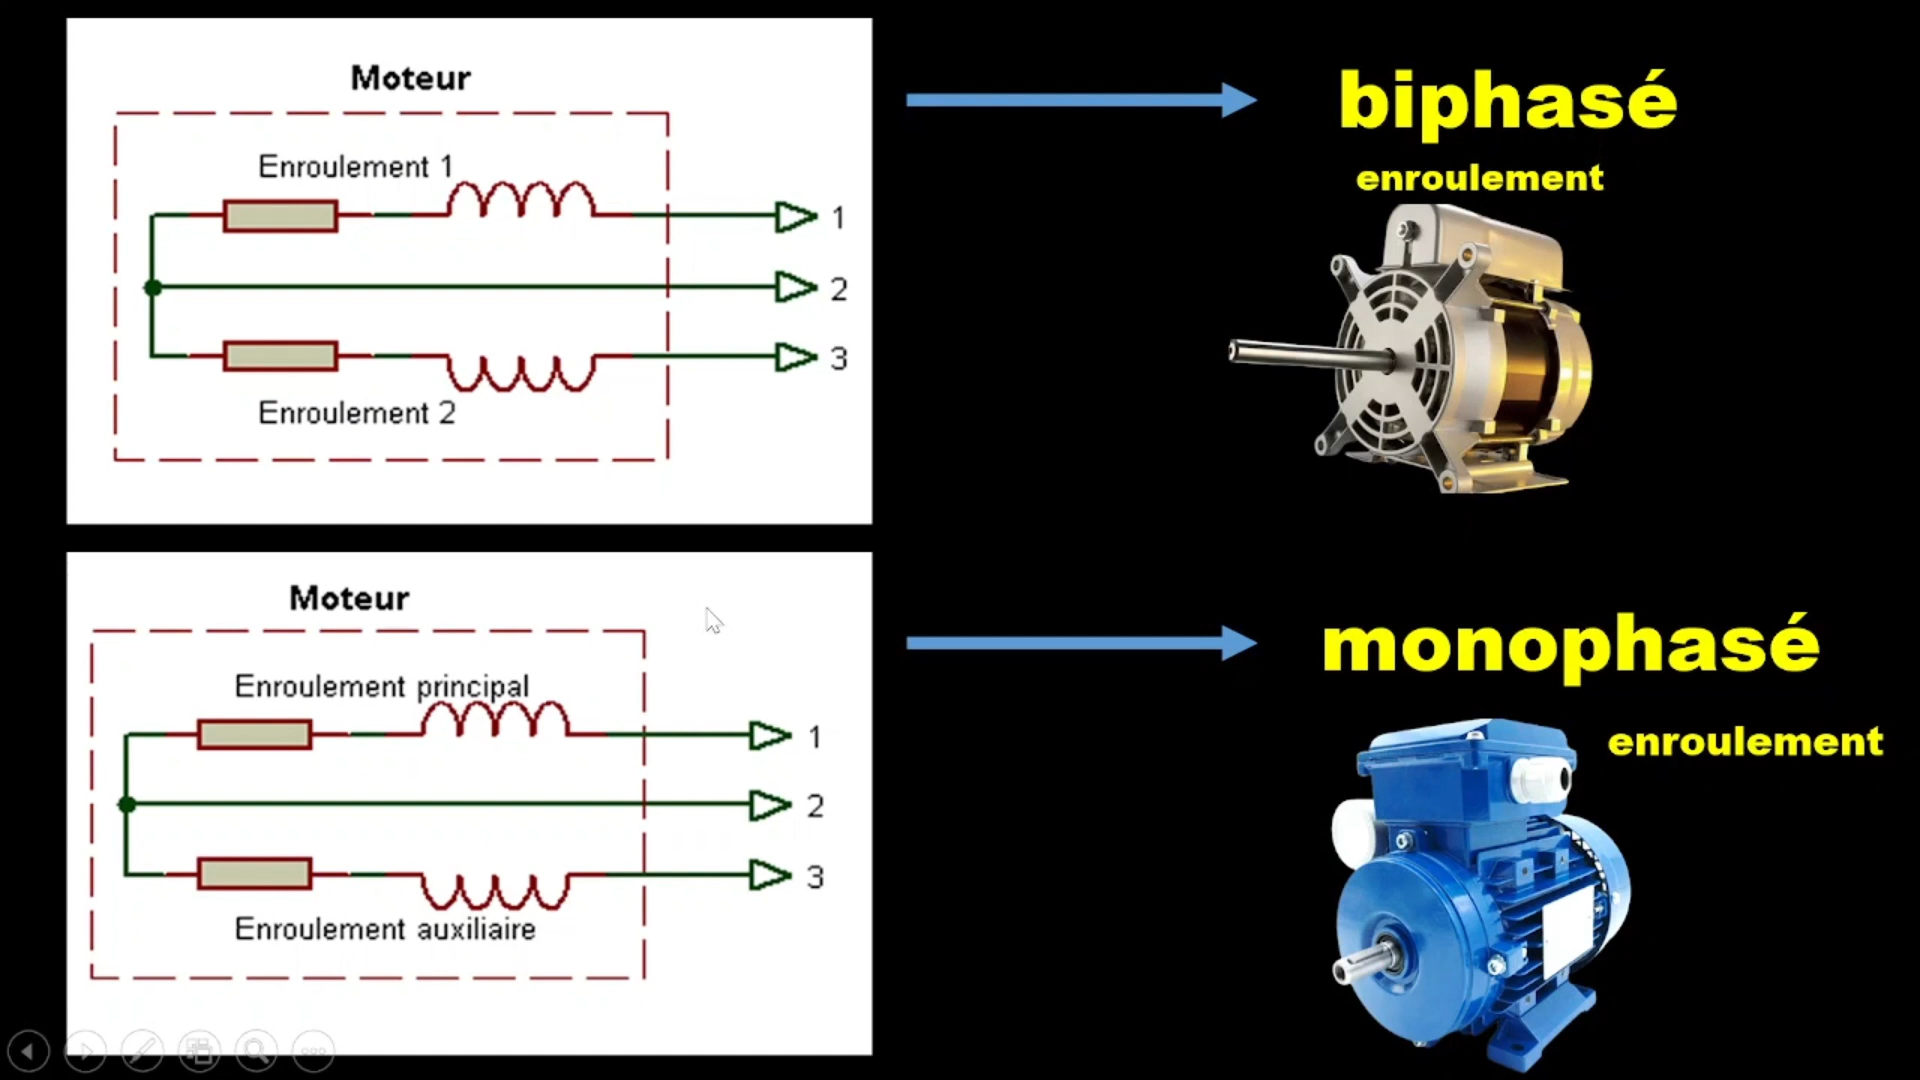 Moteur
Enroulement 1
1
2
3
Enroulement 2
biphasé
enroulement
Moteur
Enroulement principal
1
2
3
Enroulement auxiliaire
monophasé
enroulement